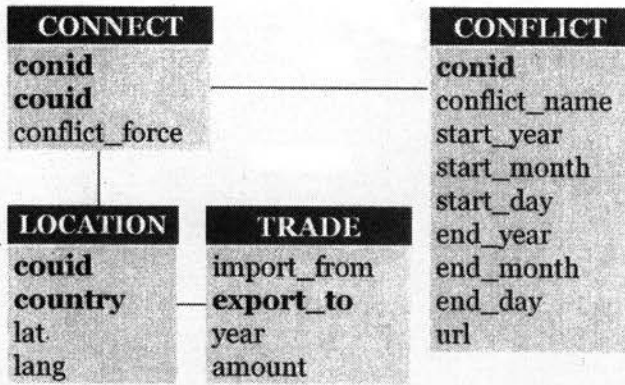 CONNECT
conid
couid
conflict_force
CONFLICT
conid
conflict_name
start_year
start_month
start_day
end_year
end_month
end_day
url
LOCATION
couid
country
lat
lang
TRADE
import_from
export_to
year
amount